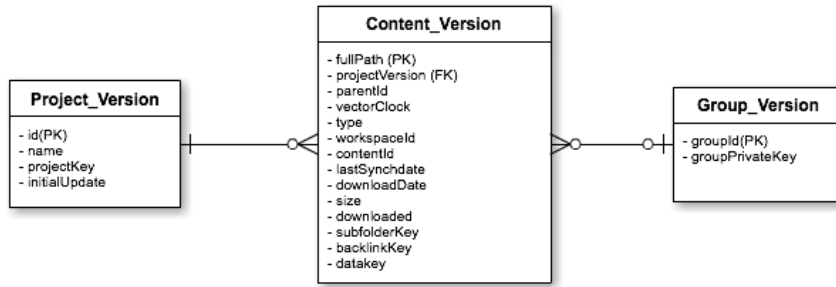 Content_Version
- fullPath (PK)
- projectVersion (FK)
- parentId
- vectorClock
- type
- workspaceId
- contentId
- lastSynchdate
- downloadDate
- size
- downloaded
- subfolderKey
- backlinkKey
- datakey
Project_Version
- id(PK)
- name
- projectKey
- initialUpdate
Group_Version
- groupId(PK)
- groupPrivateKey